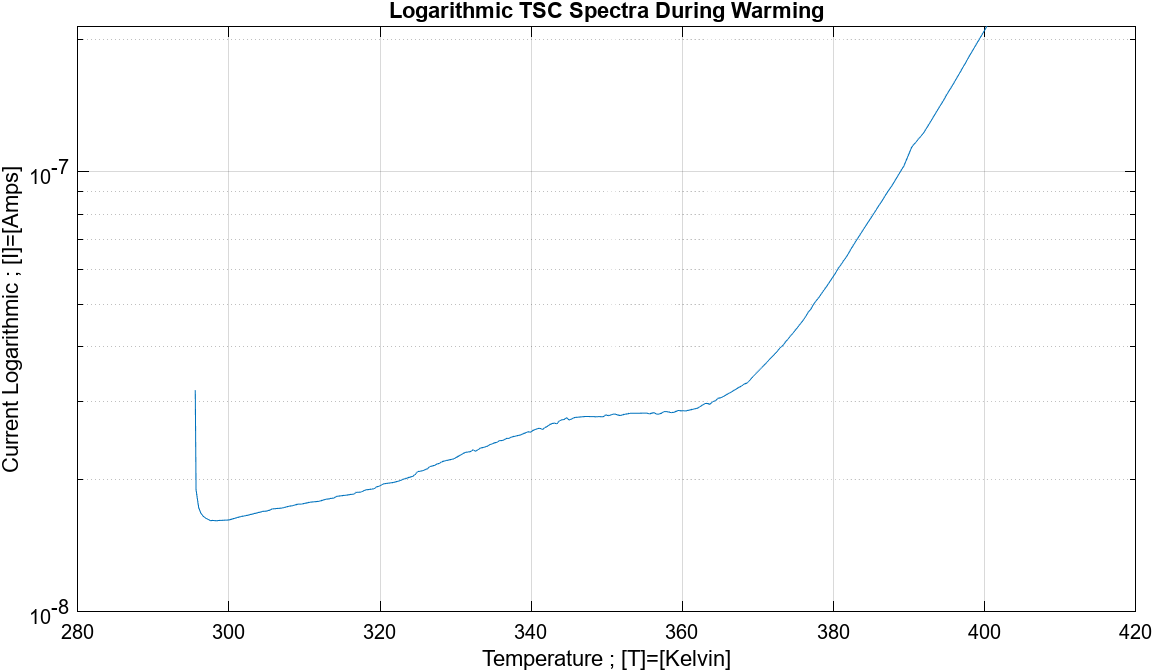 Logarithmic TSC Spectra During Warming
Current Logarithmic ; [I]=[Amps]
10-7
10-8
280 300 320 340 360 380 400 420
Temperature ; [T]=[Kelvin]